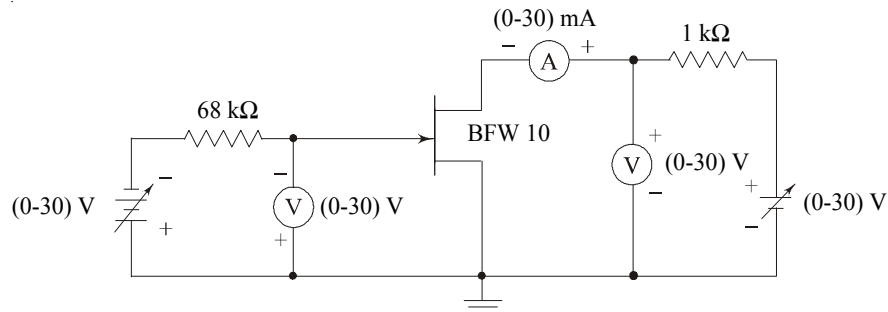 (0-30) mA
1 kΩ
− A +
68 kΩ
BFW 10
− − + +
(0-30) V V (0-30) V V (0-30) V (0-30) V
+ + − −